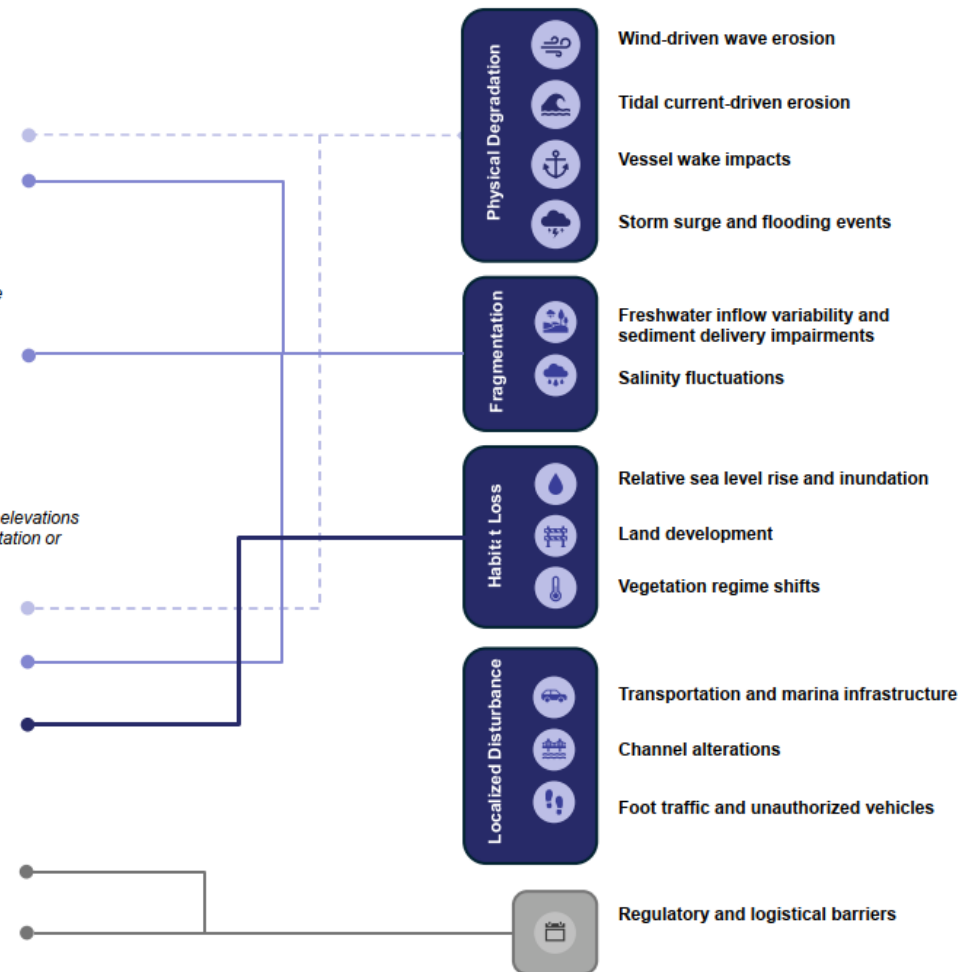 Physical Degradation
Wind-driven wave erosion
Tidal current-driven erosion
Vessel wake impacts
Storm surge and flooding events
Fragmentation
Freshwater inflow variability and
sediment delivery impairments
Salinity fluctuations
Habitat Loss
Relative sea level rise and inundation
Land development
Vegetation regime shifts
elevations
tation or
Localized Disturbance
Transportation and marina infrastructure
Channel alterations
Foot traffic and unauthorized vehicles
Regulatory and logistical barriers